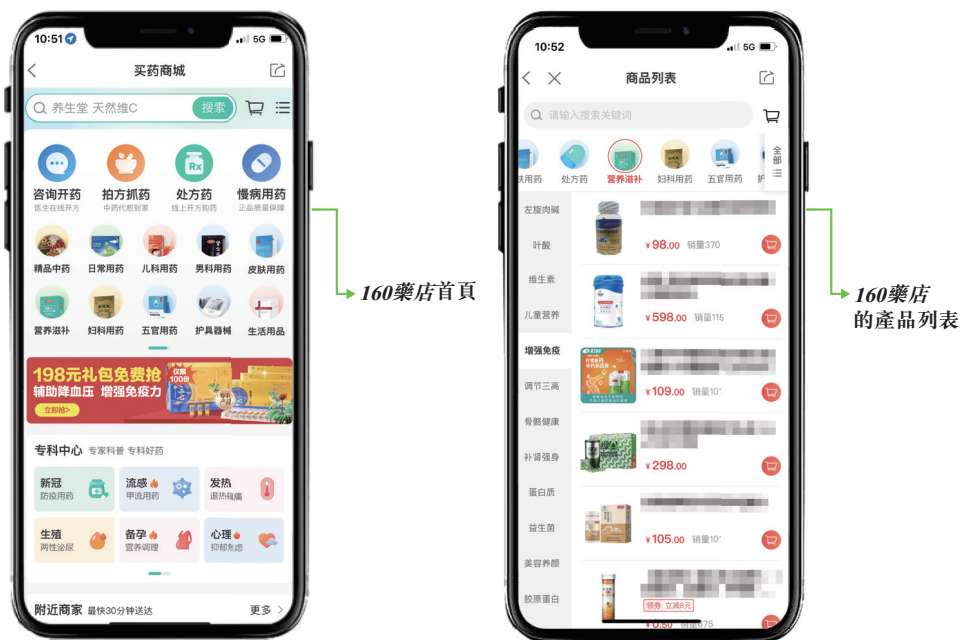 10:51
5G
买药商城
养生堂 天然维C
搜索
咨询开药
拍方抓药
处方药
慢病用药
医生在线开方
中药代煎到家
线上开方购药
正品质量保障
Rx
精品中药
日常用药
儿科用药
男科用药
皮肤用药
营养滋补
妇科用药
五官用药
护具器械
生活用品
198元礼包免费抢
仅限
100份
辅助降血压 增强免疫力
立即抢>
专科中心 专家科普 专科好药
新冠
防疫用药
流感
甲流用药
发热
生殖
两性泌尿
备孕
营养调理
心理
抑郁焦虑
附近商家 最快30分钟送达
更多
160藥店首頁
10:52
5G
商品列表
请输入搜索关键词
全部
肤用药
处方药
营养滋补
妇科用药
五官用药
护
左旋肉碱
叶酸
维生素
儿童营养
增强免疫
调节三高
骨骼健康
补肾强身
蛋白质
益生菌
美容养颜
胶原蛋白
¥98.00 销量370
¥598.00 销量115
¥109.00 销量10
¥298.00
¥105.00 销量10
领券 立减8元
¥0.50 销量675
160藥店
的產品列表